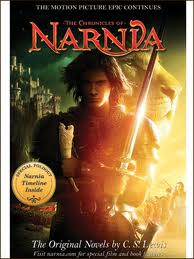 THE MOTION PICTURE EPIC CONTINUES
THE CHRONICLES OF
NARNIA
Narnia
Timeline
Inside
The Original Novels by C. S. Lewis
Visit narnia.com for special film and book